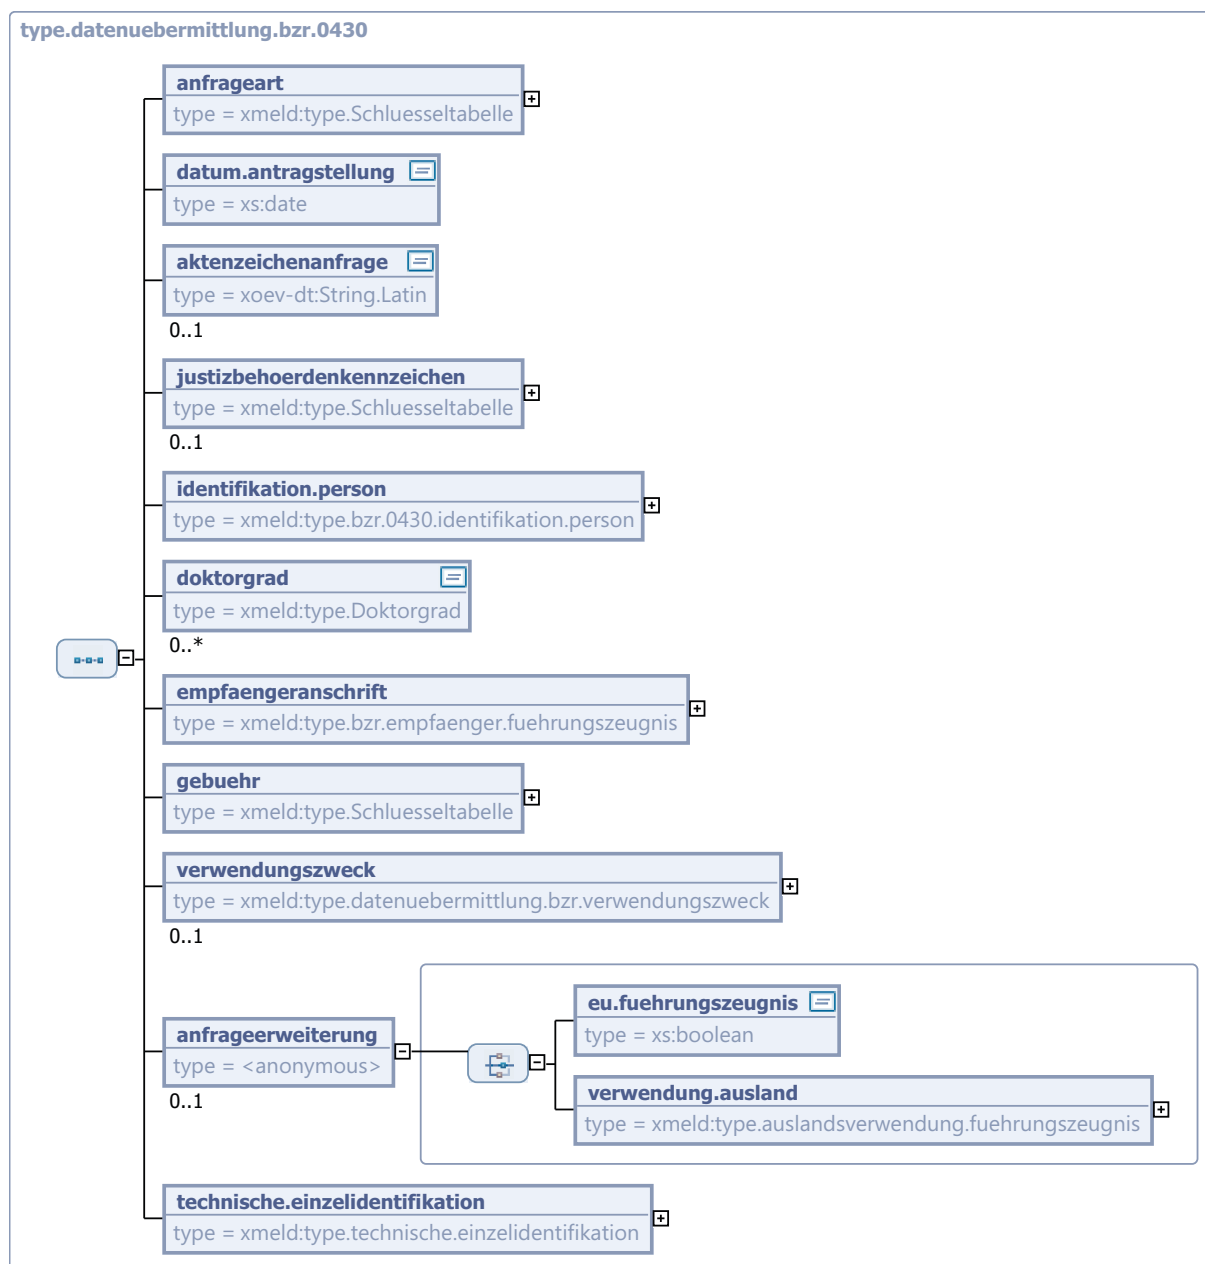 type.datenuebermittlung.bzr.0430
anfrageart
type = xmeld:type.Schluesseltabelle
datum.antragstellung
type = xs:date
aktenzeichenanfrage
type = xoev-dt:String.Latin
0..1
justizbehoerdenkennzeichen
type = xmeld:type.Schluesseltabelle
0..1
identifikation.person
type = xmeld:type.bzr.0430.identifikation.person
doktorgrad
type = xmeld:type.Doktorgrad
0..*
empfaengeranschrift
type = xmeld:type.bzr.empfaenger.fuehrungszeugnis
gebuehr
type = xmeld:type.Schluesseltabelle
verwendungszweck
type = xmeld:type.datenuebermittlung.bzr.verwendungszweck
0..1
anfrageerweiterung
type = <anonymous>
0..1
eu.fuehrungszeugnis
type = xs:boolean
verwendung.ausland
type = xmeld:type.auslandsverwendung.fuehrungszeugnis
technische.einzelidentifikation
type = xmeld:type.technische.einzelidentifikation